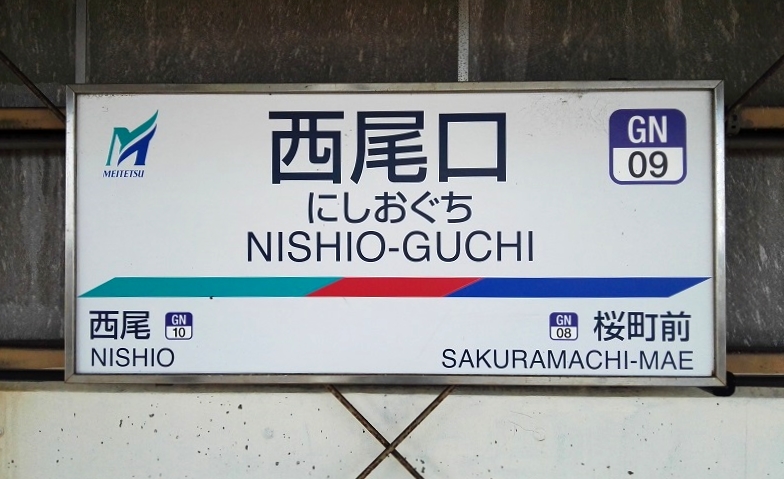 MEITETSU
西尾口
GN
09
にしおぐち
NISHIO-GUCHI
西尾 GN 10
NISHIO
GN 08 桜町前
SAKURAMACHI-MAE